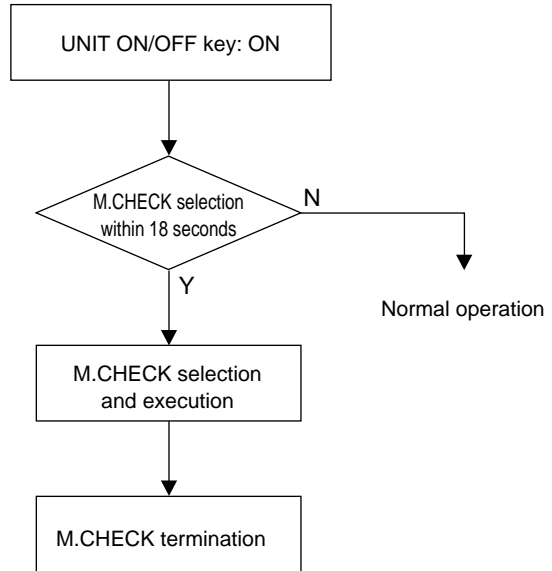 UNIT ON/OFF key: ON
M.CHECK selection
within 18 seconds
N
Y
Normal operation
M.CHECK selection
and execution
M.CHECK termination